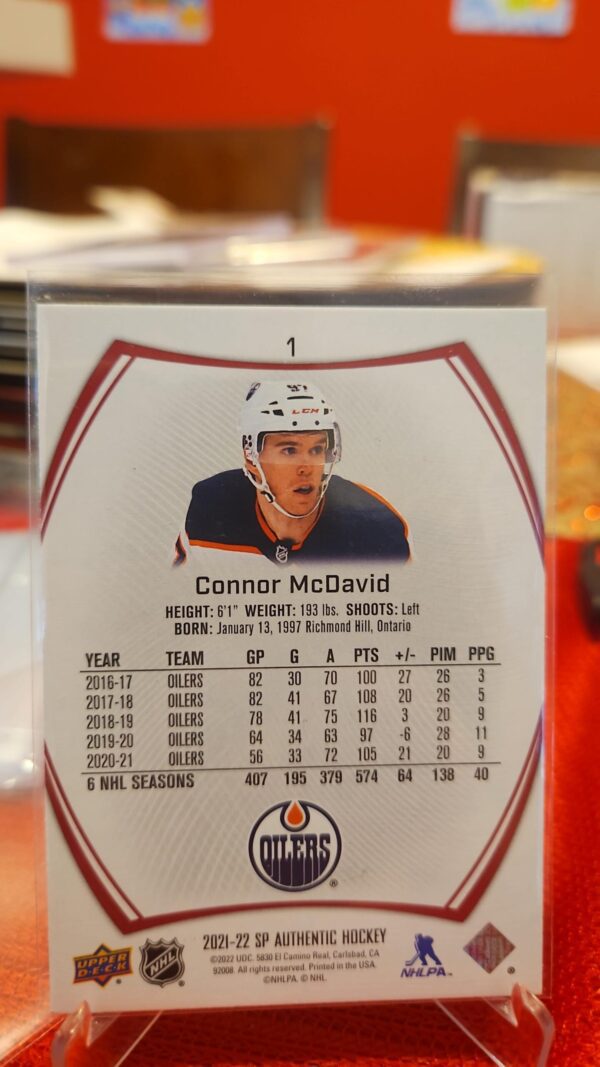 1
97
CCM
Connor McDavid
HEIGHT: 6'1" WEIGHT: 193 lbs. SHOOTS: Left
BORN: January 13, 1997 Richmond Hill, Ontario
YEAR TEAM GP G A PTS +/- PIM PPG
2016-17 OILERS 82 30 70 100 27 26 3
2017-18 OILERS 82 41 67 108 20 26 5
2018-19 OILERS 78 41 75 116 3 20 9
2019-20 OILERS 64 34 63 97 -6 28 11
2020-21 OILERS 56 33 72 105 21 20 9
6 NHL SEASONS 407 195 379 574 64 138 40
OILERS
®
2021-22 SP AUTHENTIC HOCKEY
©2022 UDC. 5830 El Camino Real, Carlsbad, CA
92008. All rights reserved. Printed in the USA.
©NHLPA. © NHL.
UPPER
DECK
NHL
NHLPA